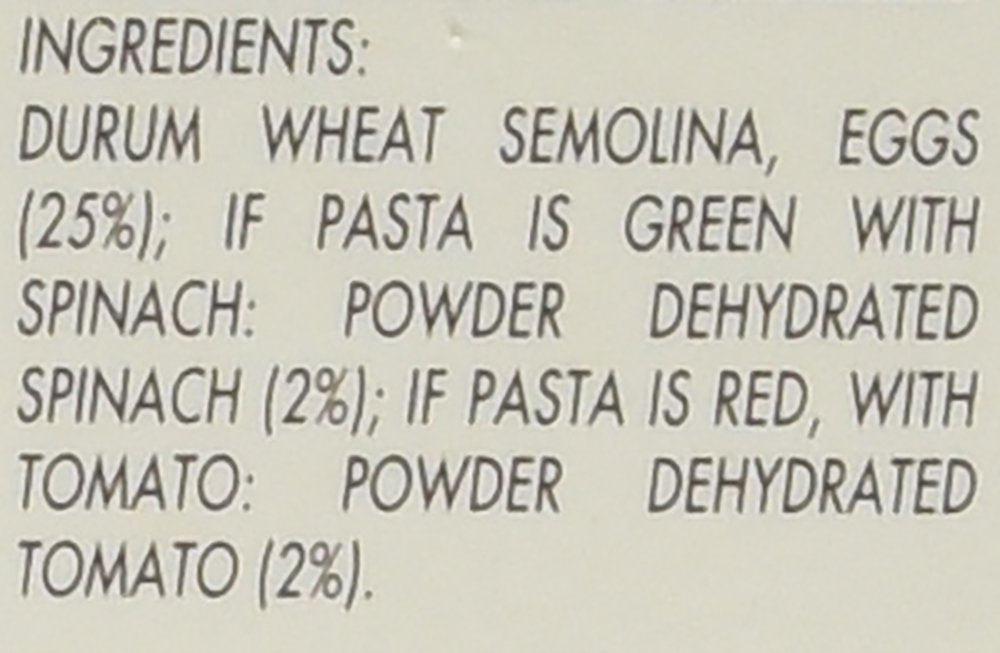 INGREDIENTS:
DURUM WHEAT SEMOLINA, EGGS
(25%); IF PASTA IS GREEN WITH
SPINACH: POWDER DEHYDRATED
SPINACH (2%); IF PASTA IS RED, WITH
TOMATO: POWDER DEHYDRATED
TOMATO (2%).